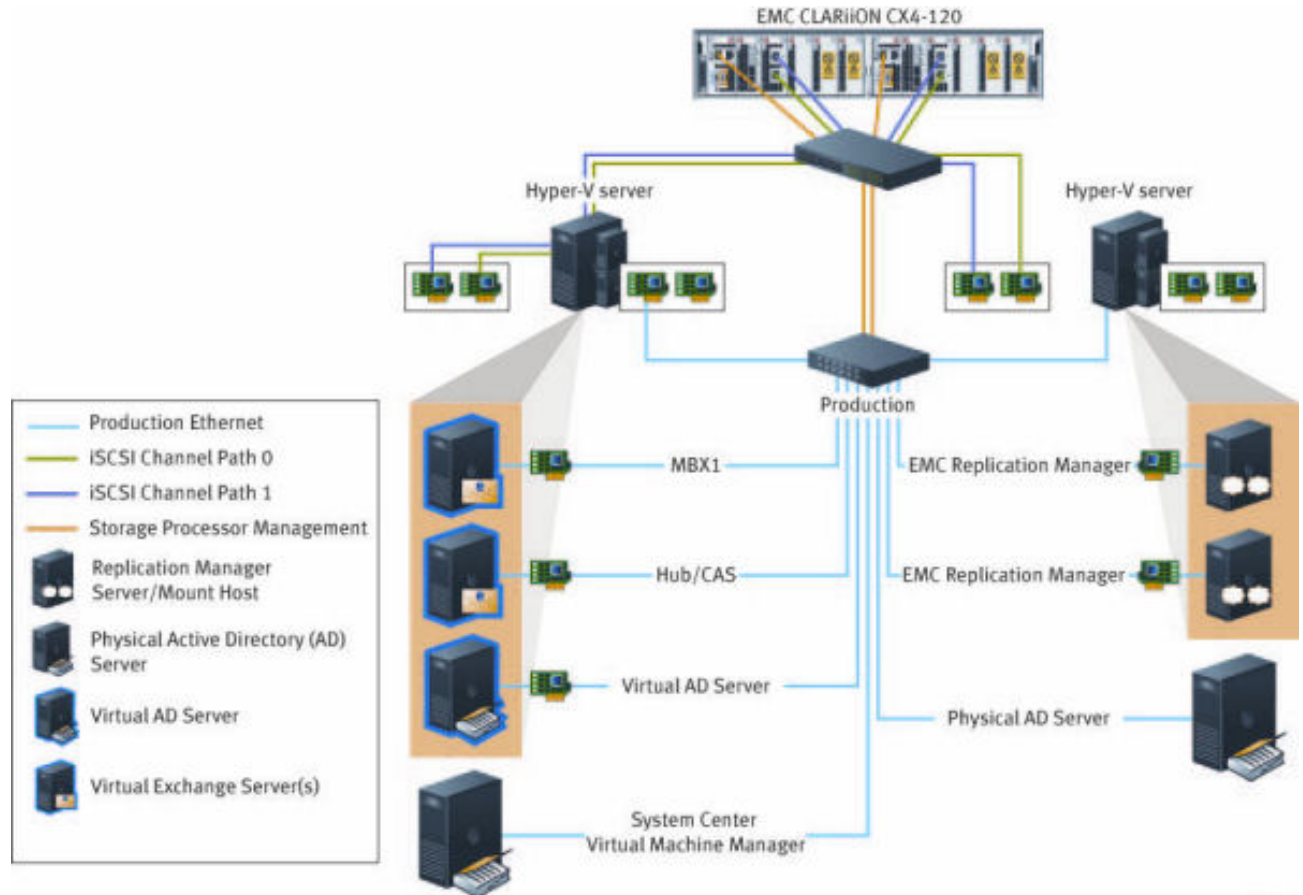 EMC CLARiiON CX4-120
Hyper-V server
Hyper-V server
Production
MBX1
EMC Replication Manager
Hub/CAS
EMC Replication Manager
Virtual AD Server
Physical AD Server
System Center
Virtual Machine Manager
Production Ethernet
iSCSI Channel Path 0
iSCSI Channel Path 1
Storage Processor Management
Replication Manager
Server/Mount Host
Physical Active Directory (AD)
Server
Virtual AD Server
Virtual Exchange Server(s)